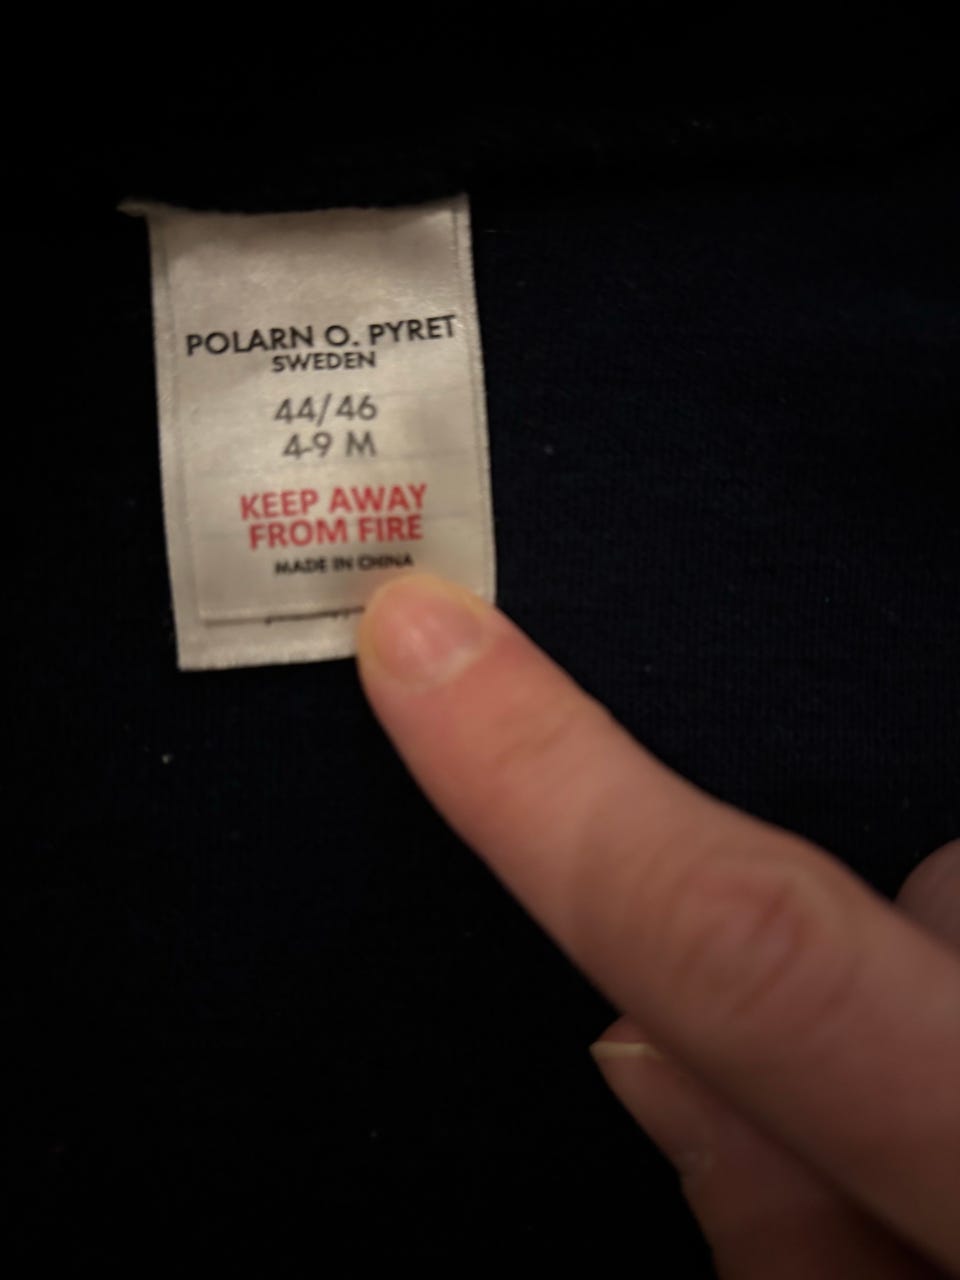 POLARN O. PYRET
SWEDEN
44/46
4-9 M
KEEP AWAY
FROM FIRE
MADE IN CHINA